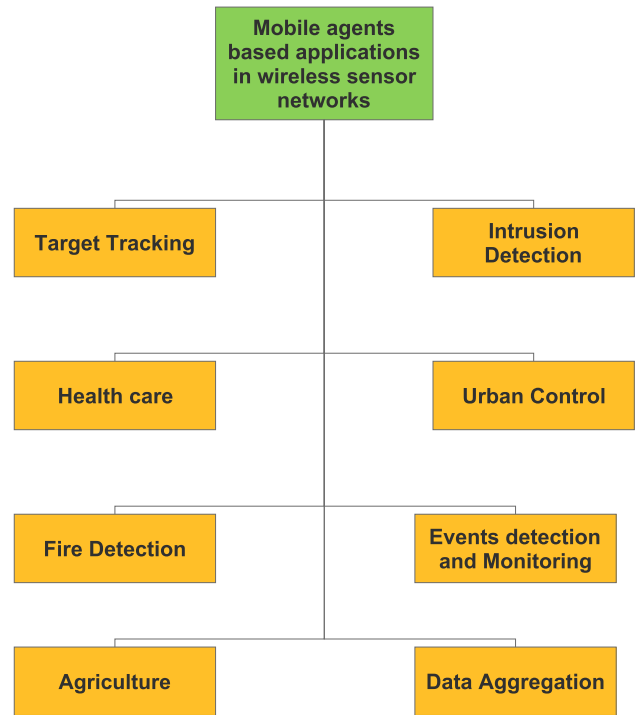 Mobile agents
based applications
in wireless sensor
networks
Target Tracking
Intrusion
Detection
Health care
Urban Control
Fire Detection
Events detection
and Monitoring
Agriculture
Data Aggregation